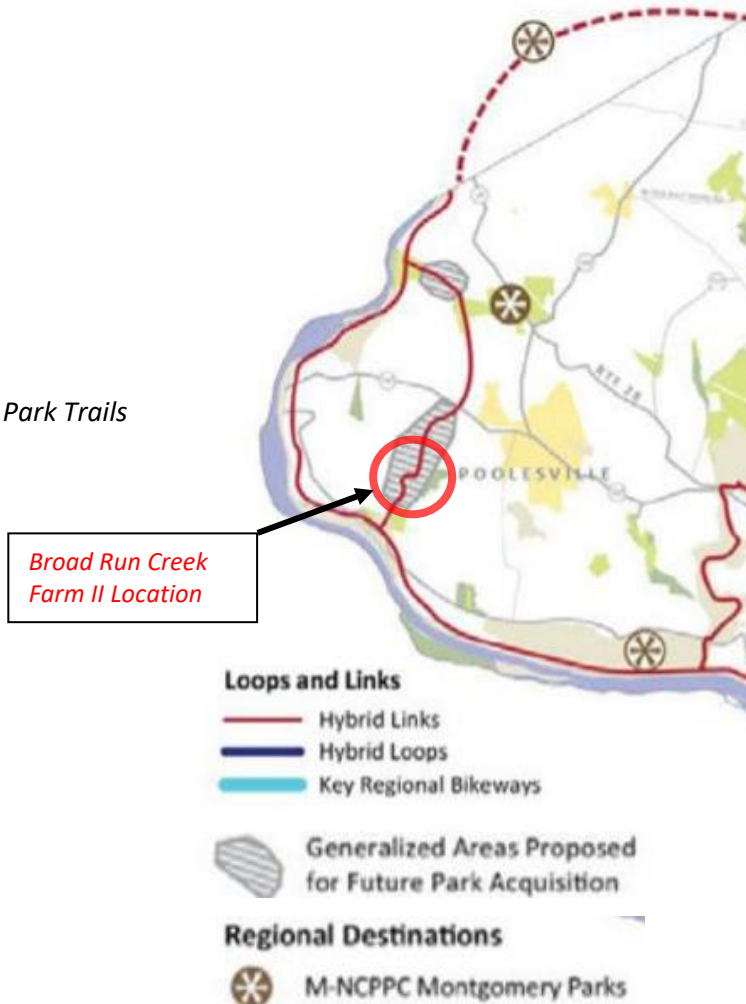 RTE 28
Park Trails
POOLESVILLE
Broad Run Creek
Farm II Location
Loops and Links
Hybrid Links
Hybrid Loops
Key Regional Bikeways
Generalized Areas Proposed
for Future Park Acquisition
Regional Destinations
M-NCPPC Montgomery Parks